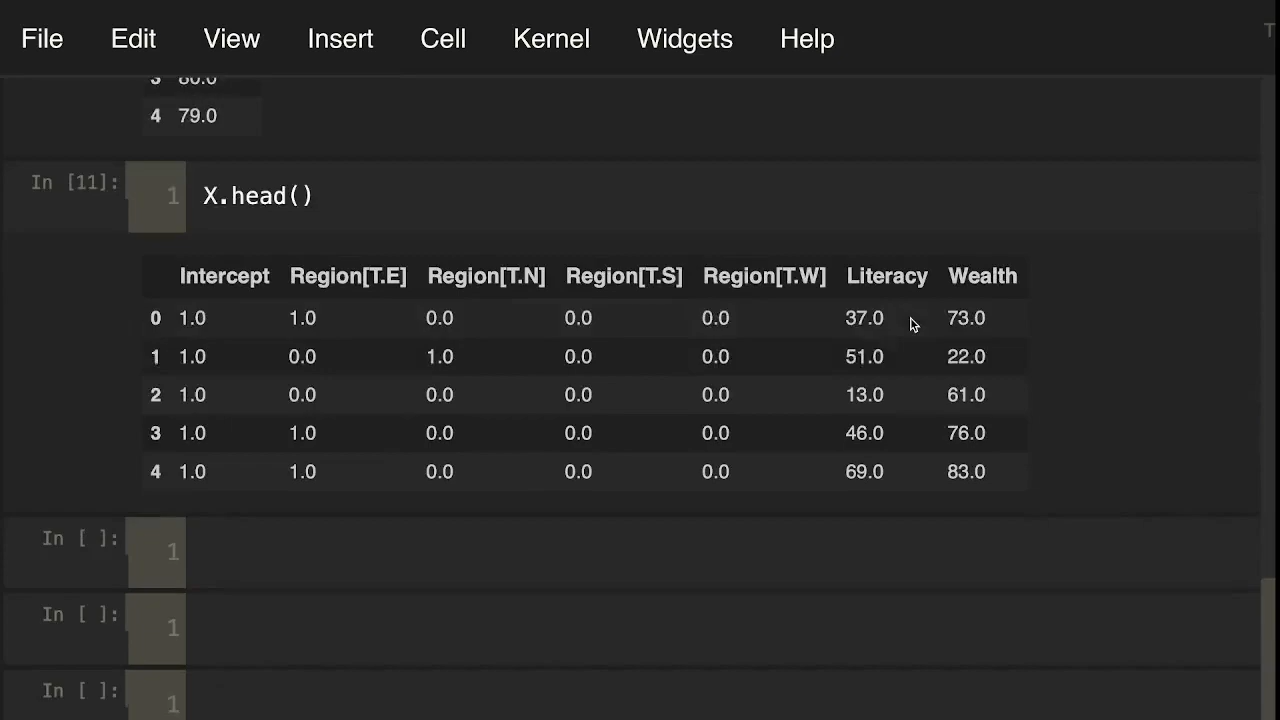 File Edit View Insert Cell Kernel Widgets Help T
3 80.0
4 79.0
In [11]: 1 X.head()
Intercept Region[T.E] Region[T.N] Region[T.S] Region[T.W] Literacy Wealth
0 1.0 1.0 0.0 0.0 0.0 37.0 73.0
1 1.0 0.0 1.0 0.0 0.0 51.0 22.0
2 1.0 0.0 0.0 0.0 0.0 13.0 61.0
3 1.0 1.0 0.0 0.0 0.0 46.0 76.0
4 1.0 1.0 0.0 0.0 0.0 69.0 83.0
In [ ]: 1
In [ ]: 1
In [ ]: 1